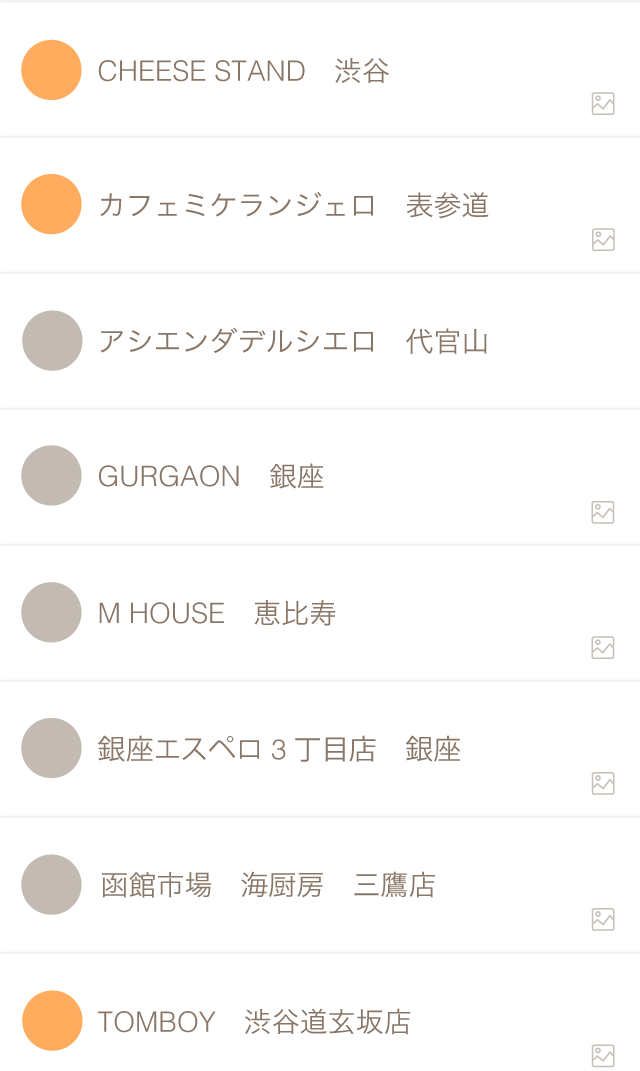 CHEESE STAND　渋谷
カフェミケランジェロ　表参道
アシエンダデルシエロ　代官山
GURGAON　銀座
M HOUSE　恵比寿
銀座エスペロ 3 丁目店　銀座
函館市場　海厨房　三鷹店
TOMBOY　渋谷道玄坂店